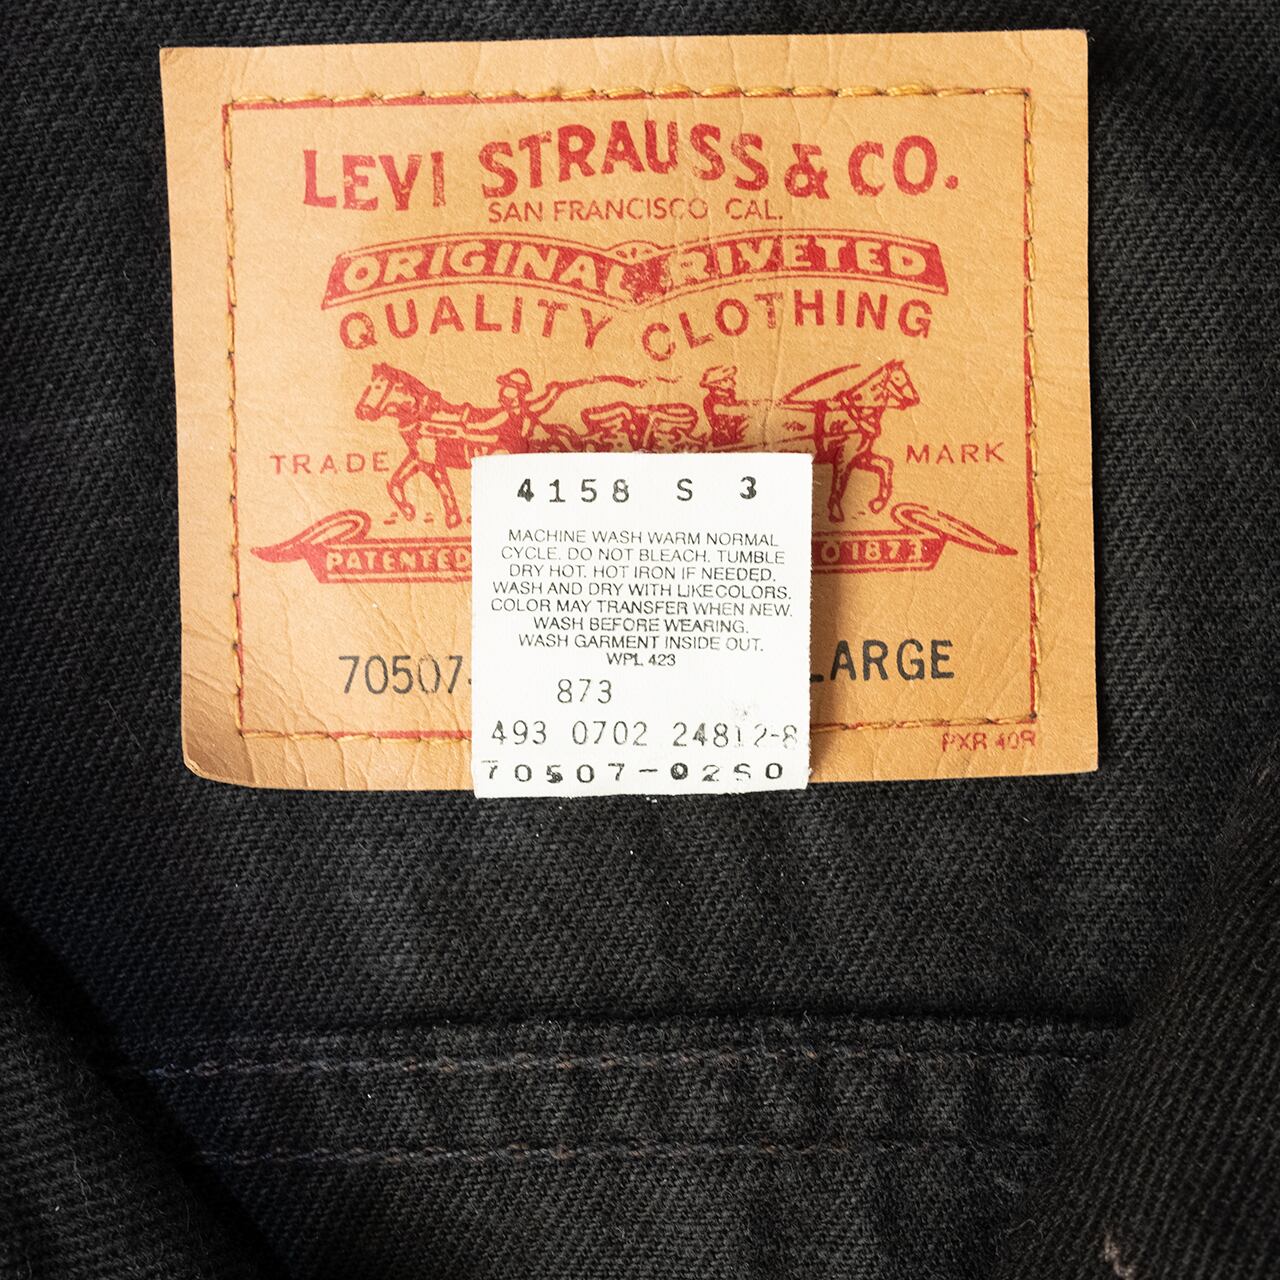 LEVI STRAUSS & CO.
SAN FRANCISCO CAL.
ORIGINAL RIVETED
QUALITY CLOTHING
TRADE MARK
PATENTED 1873
4158 S 3
MACHINE WASH WARM NORMAL
CYCLE. DO NOT BLEACH. TUMBLE
DRY HOT. HOT IRON IF NEEDED.
WASH AND DRY WITH LIKE COLORS.
COLOR MAY TRANSFER WHEN NEW.
WASH BEFORE WEARING.
WASH GARMENT INSIDE OUT.
WPL 423
70507- LARGE
873
493 0702 24812-8
PXR 40R
70507-0260